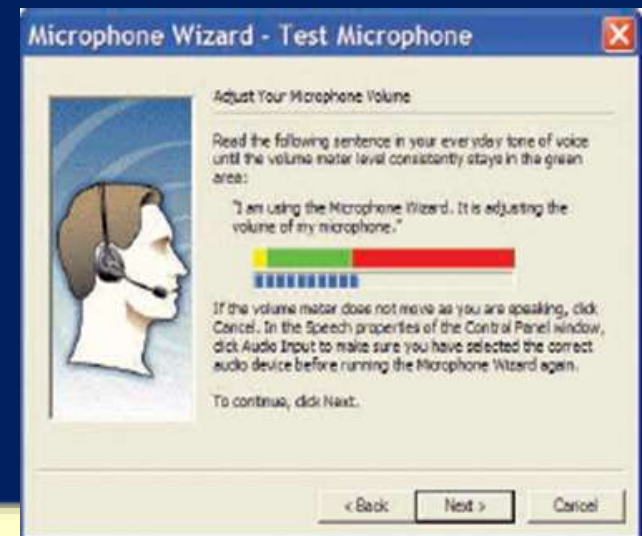 Microphone Wizard - Test Microphone
Adjust Your Microphone Volume
Read the following sentence in your everyday tone of voice
until the volume meter level consistently stays in the green
area:
"I am using the Microphone Wizard. It is adjusting the
volume of my microphone."
If the volume meter does not move as you are speaking, click
Cancel. In the Speech properties of the Control Panel window,
click Audio Input to make sure you have selected the correct
audio device before running the Microphone Wizard again.
To continue, click Next.
< Back
Next >
Cancel